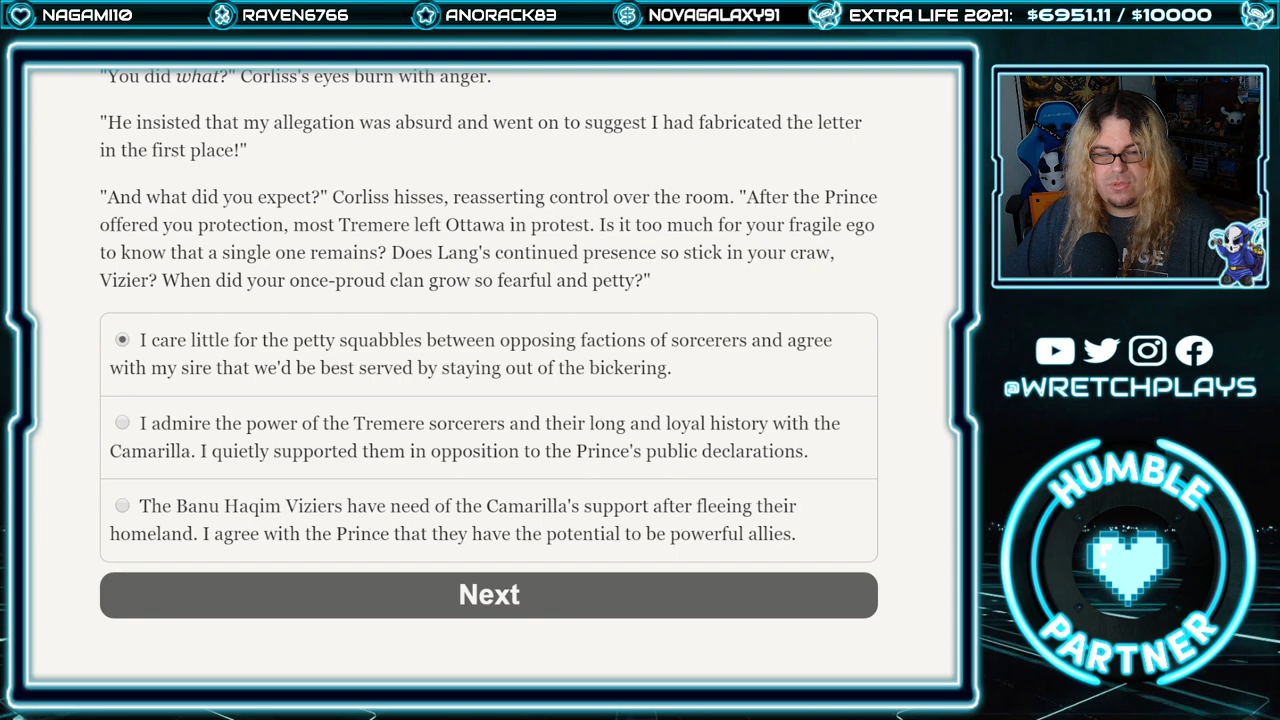 NAGAMI10 RAVEN6766 ANORACK83 NOVAGALAXY91 EXTRA LIFE 2021: $6951.11 / $10000
"You did what?" Corliss's eyes burn with anger.
"He insisted that my allegation was absurd and went on to suggest I had fabricated the letter
in the first place!"
"And what did you expect?" Corliss hisses, reasserting control over the room. "After the Prince
offered you protection, most Tremere left Ottawa in protest. Is it too much for your fragile ego
to know that a single one remains? Does Lang's continued presence so stick in your craw,
Vizier? When did your once-proud clan grow so fearful and petty?"
I care little for the petty squabbles between opposing factions of sorcerers and agree
with my sire that we'd be best served by staying out of the bickering.
I admire the power of the Tremere sorcerers and their long and loyal history with the
Camarilla. I quietly supported them in opposition to the Prince's public declarations.
The Banu Haqim Viziers have need of the Camarilla's support after fleeing their
homeland. I agree with the Prince that they have the potential to be powerful allies.
Next
@WRETCHPLAYS
HUMBLE
PARTNER